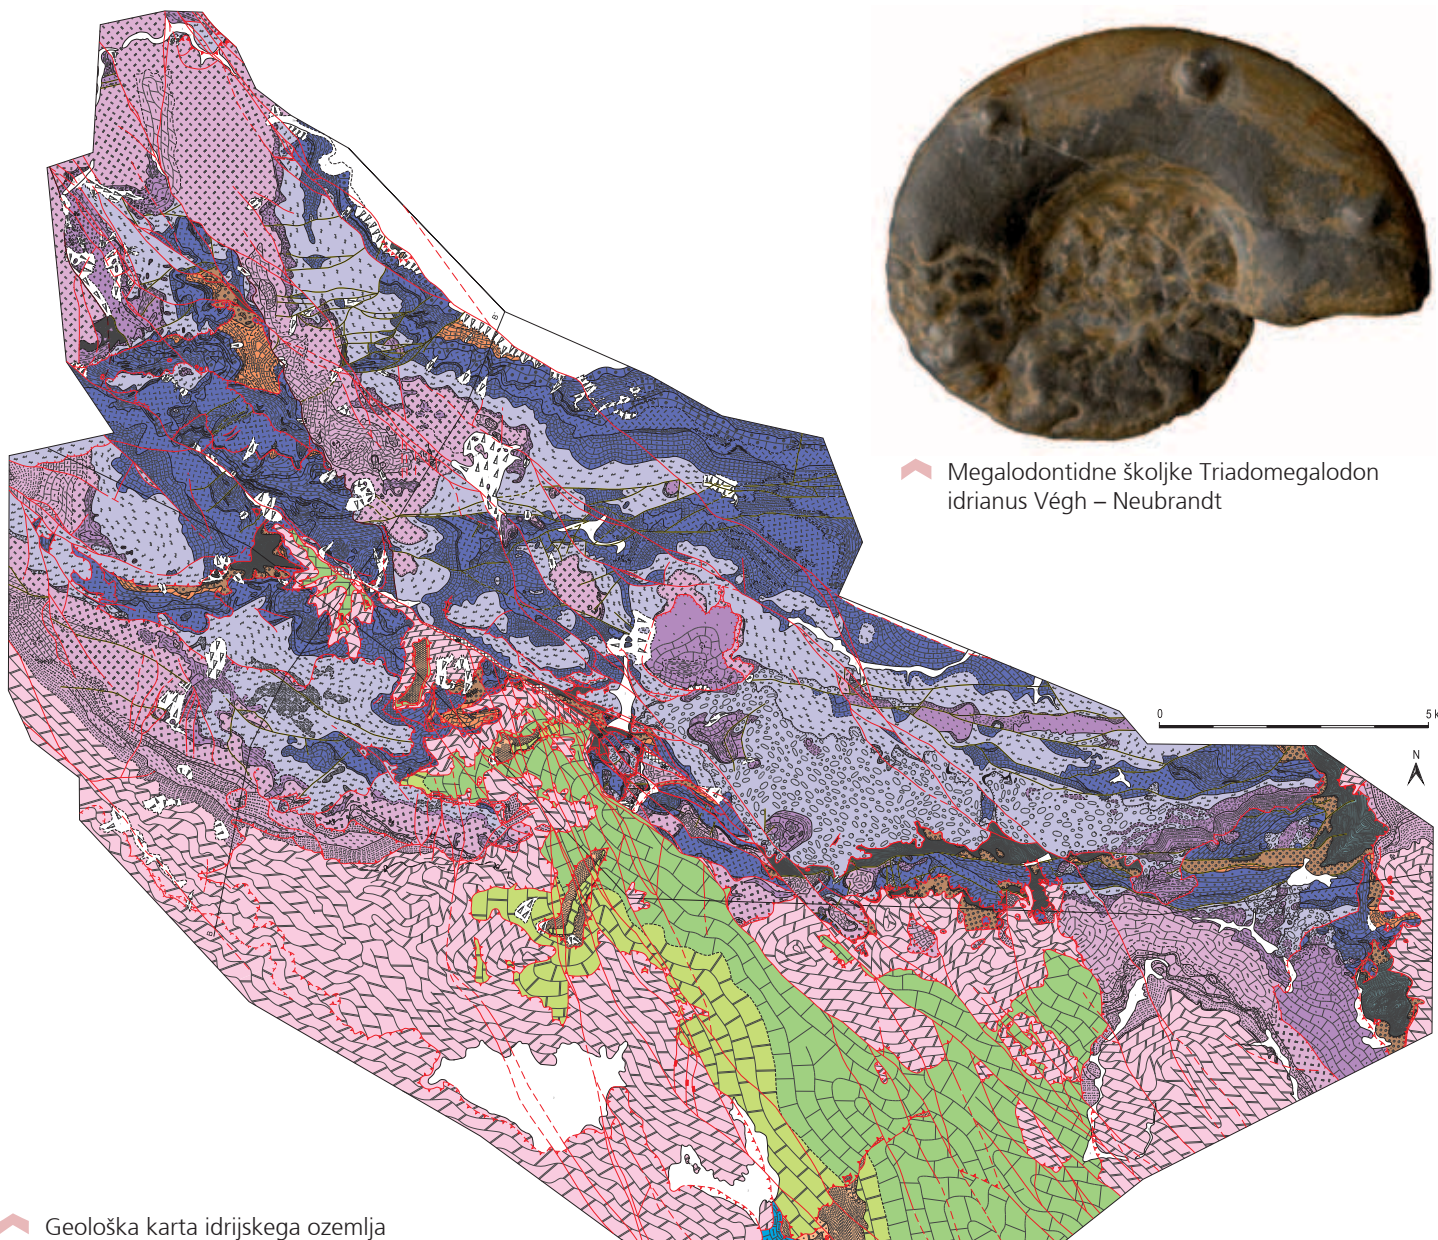 Megalodontidne školjke Triadomegalodon
idrianus Végh – Neubrandt
B
0 5 k
N
B
Geološka karta idrijskega ozemlja